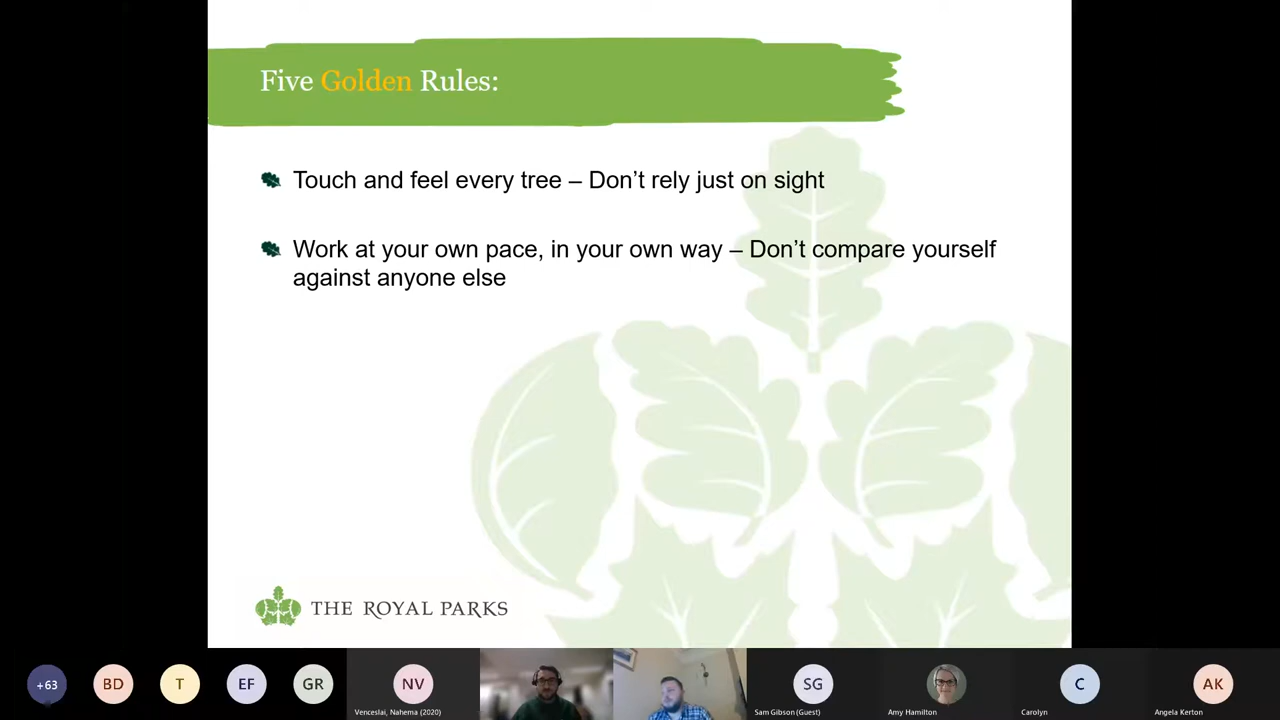 Five Golden Rules:
Touch and feel every tree – Don’t rely just on sight
Work at your own pace, in your own way – Don’t compare yourself
against anyone else
THE ROYAL PARKS
+63
BD
T
EF
GR
NV
SG
C
AK
Venceslai, Nahema (2020)
Sam Gibson (Guest)
Amy Hamilton
Carolyn
Angela Kerton